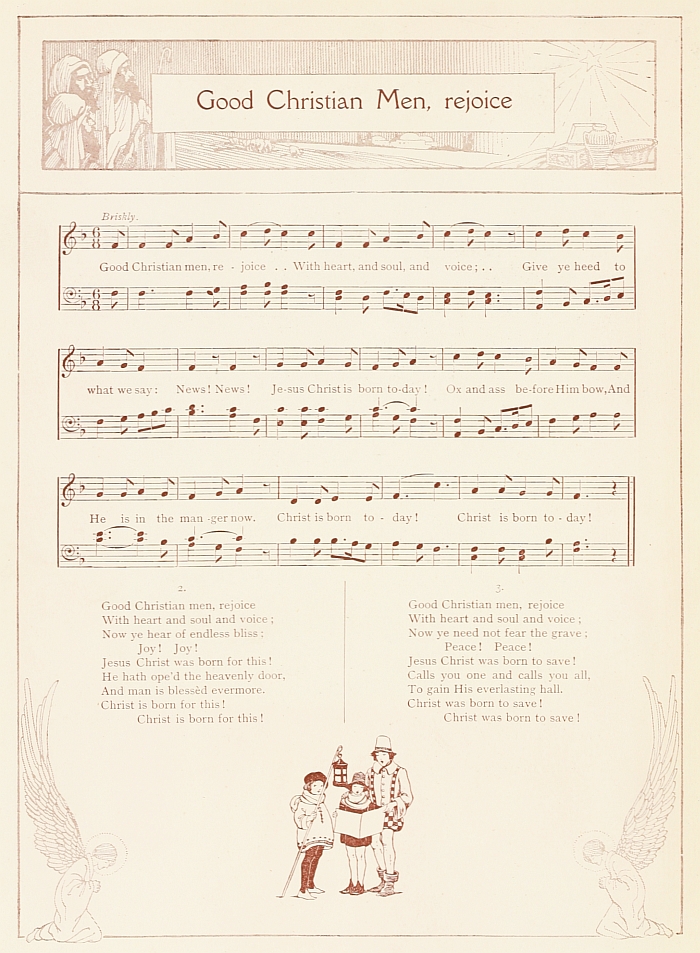 Good Christian Men, rejoice
Briskly.
6 8
6 8
Good Christian men, re - joice . . With heart, and soul, and voice ; . . Give ye heed to
what we say : News ! News ! Je-sus Christ is born to-day ! Ox and ass be-fore Him bow, And
He is in the man - ger now. Christ is born to - day ! Christ is born to - day !
2.
Good Christian men, rejoice
With heart and soul and voice ;
Now ye hear of endless bliss :
Joy ! Joy !
Jesus Christ was born for this !
He hath ope'd the heavenly door,
And man is blessèd evermore.
Christ is born for this !
Christ is born for this !
3.
Good Christian men, rejoice
With heart and soul and voice ;
Now ye need not fear the grave ;
Peace ! Peace !
Jesus Christ was born to save !
Calls you one and calls you all,
To gain His everlasting hall.
Christ was born to save !
Christ was born to save !